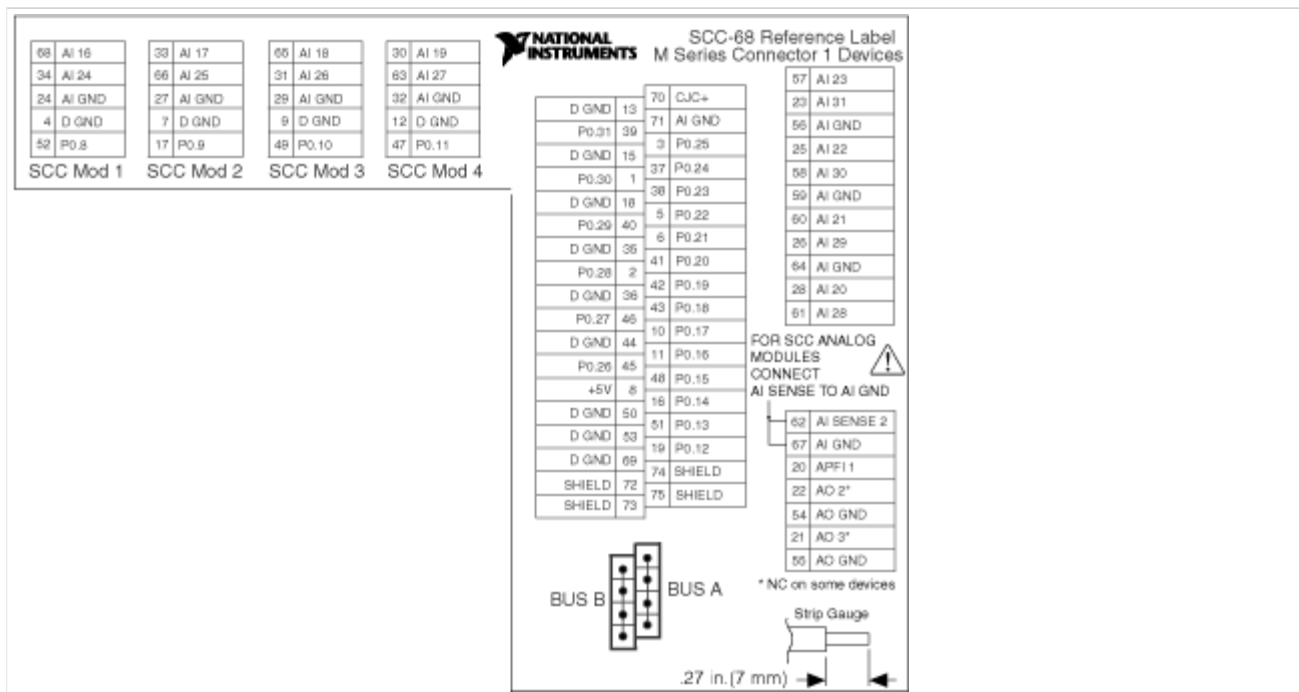 NATIONAL INSTRUMENTS
SCC-68 Reference Label
M Series Connector 1 Devices
68 AI 16
34 AI 24
24 AI GND
4 D GND
52 P0.8
SCC Mod 1
33 AI 17
66 AI 25
27 AI GND
7 D GND
17 P0.9
SCC Mod 2
65 AI 18
31 AI 26
29 AI GND
9 D GND
49 P0.10
SCC Mod 3
30 AI 19
63 AI 27
32 AI GND
12 D GND
47 P0.11
SCC Mod 4
D GND 13
P0.31 39
D GND 15
P0.30 1
D GND 18
P0.29 40
D GND 35
P0.28 2
D GND 36
P0.27 46
D GND 44
P0.26 45
+5V 8
D GND 50
D GND 53
D GND 69
SHIELD 72
SHIELD 73
70 CJC+
71 AI GND
3 P0.25
37 P0.24
38 P0.23
5 P0.22
6 P0.21
41 P0.20
42 P0.19
43 P0.18
10 P0.17
11 P0.16
48 P0.15
16 P0.14
51 P0.13
19 P0.12
74 SHIELD
75 SHIELD
57 AI 23
23 AI 31
56 AI GND
25 AI 22
58 AI 30
59 AI GND
60 AI 21
26 AI 29
64 AI GND
28 AI 20
61 AI 28
FOR SCC ANALOG
MODULES
CONNECT
AI SENSE TO AI GND
62 AI SENSE 2
67 AI GND
20 APFI 1
22 AO 2*
54 AO GND
21 AO 3*
55 AO GND
* NC on some devices
BUS B
BUS A
Strip Gauge
.27 in.(7 mm)